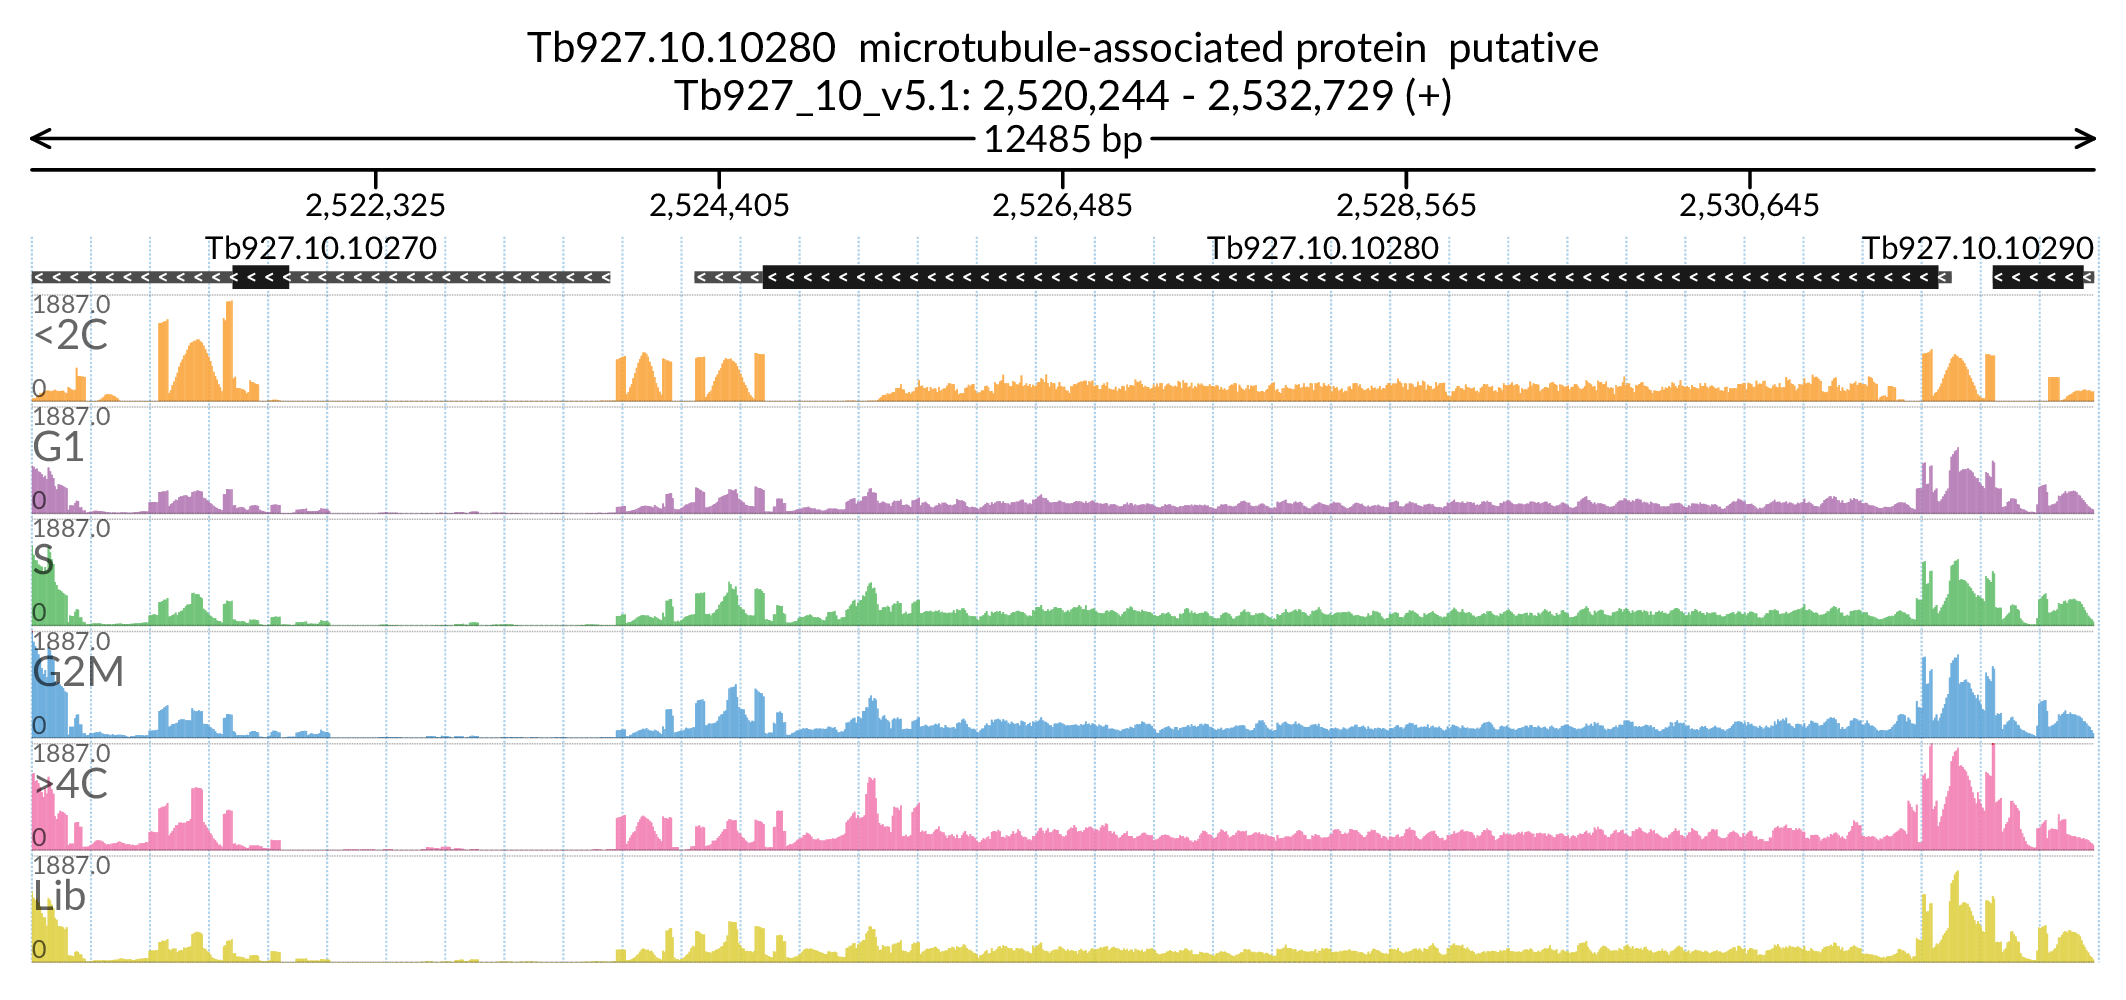 Tb927.10.10280 microtubule-associated protein putative
Tb927_10_v5.1: 2,520,244 - 2,532,729 (+)
12485 bp
2,522,325 2,524,405 2,526,485 2,528,565 2,530,645
Tb927.10.10270 Tb927.10.10280 Tb927.10.10290
1887.0
<2C
0
1887.0
G1
0
1887.0
S
0
1887.0
G2M
0
1887.0
>4C
0
1887.0
Lib
0